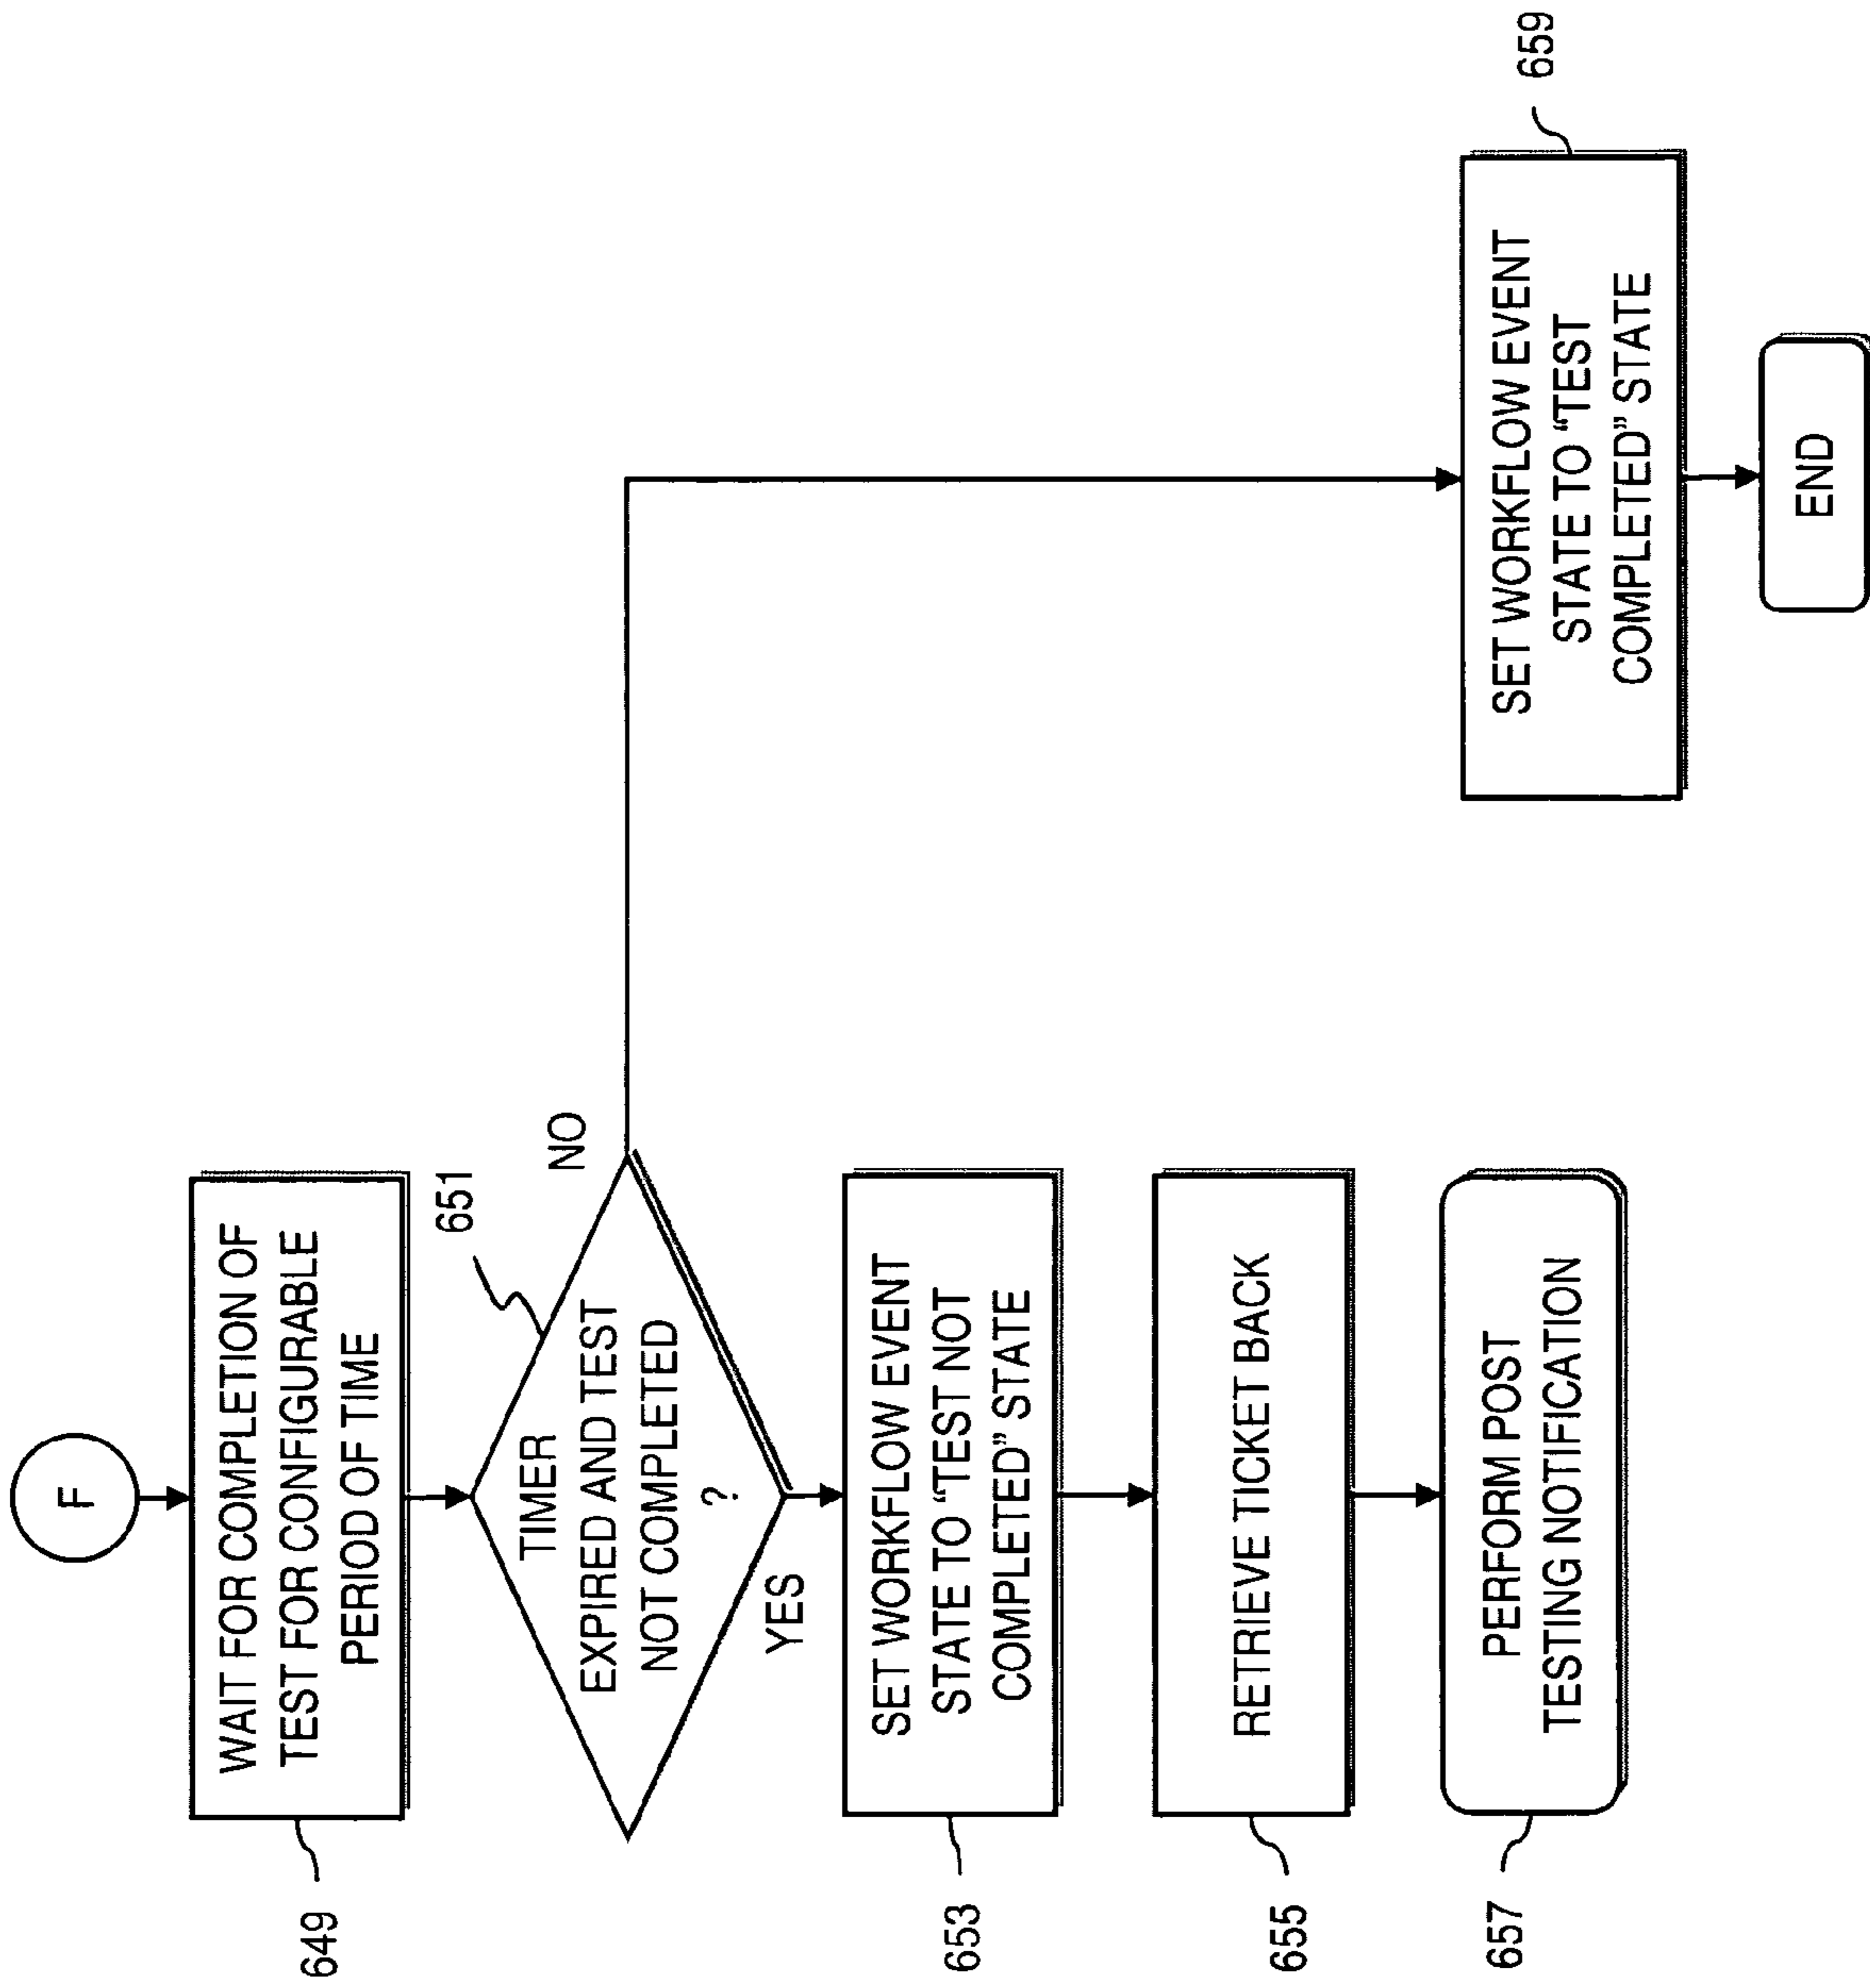 F
WAIT FOR COMPLETION OF
TEST FOR CONFIGURABLE
PERIOD OF TIME
649
TIMER
EXPIRED AND TEST
NOT COMPLETED
?
651
NO
YES
SET WORKFLOW EVENT
STATE TO “TEST NOT
COMPLETED” STATE
653
RETRIEVE TICKET BACK
655
PERFORM POST
TESTING NOTIFICATION
657
SET WORKFLOW EVENT
STATE TO “TEST
COMPLETED” STATE
659
END